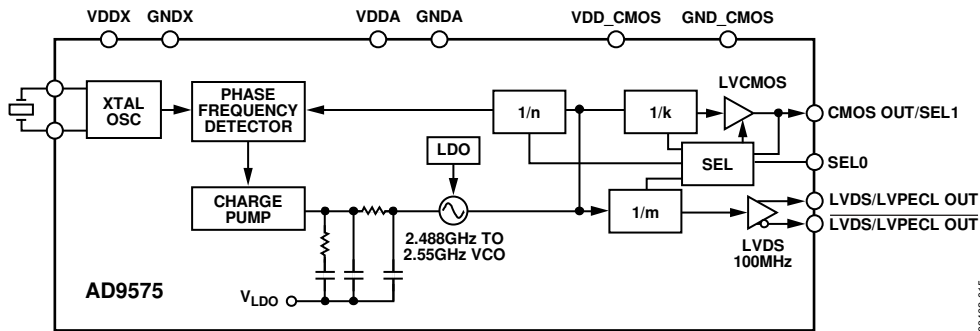 VDDX GNDX VDDA GNDA VDD_CMOS GND_CMOS
LVCMOS
XTAL
OSC
PHASE
FREQUENCY
DETECTOR
1/n
1/k
CMOS OUT/SEL1
LDO
SEL
SEL0
CHARGE
PUMP
1/m
LVDS/LVPECL OUT
LVDS/LVPECL OUT
2.488GHz TO
2.55GHz VCO
LVDS
100MHz
AD9575
VLDO